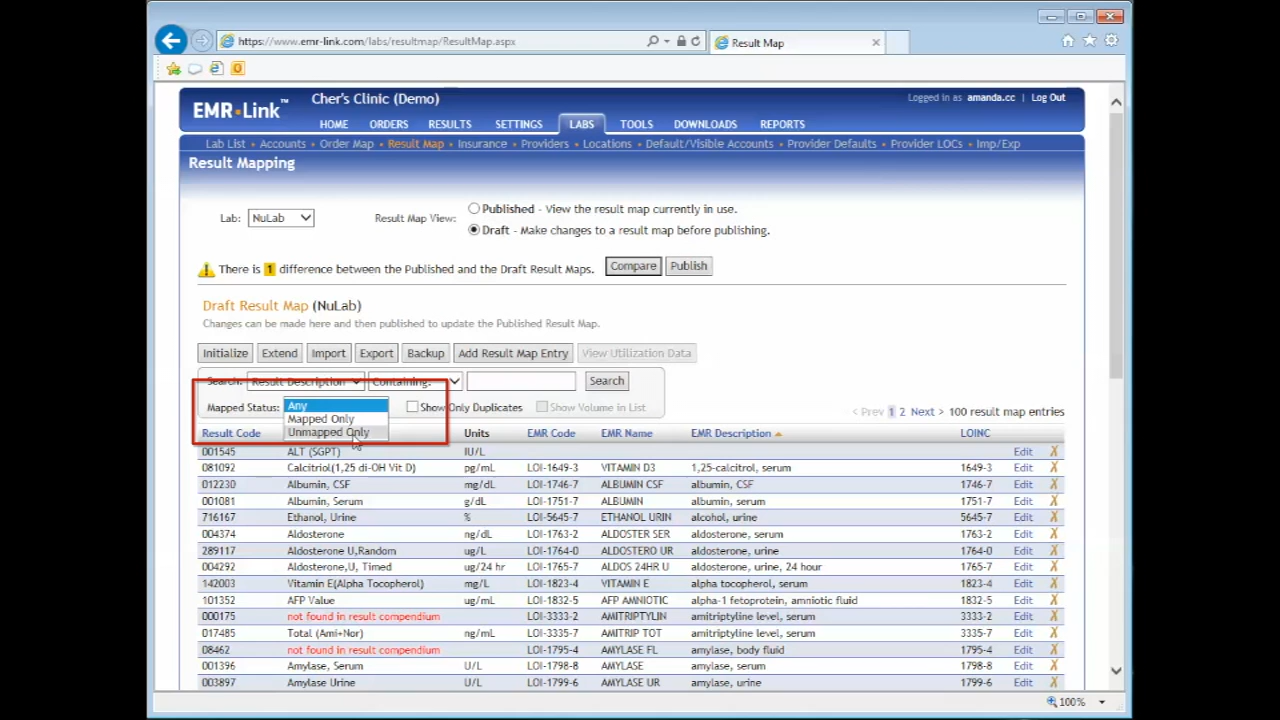 https://www.emr-link.com/labs/resultmap/ResultMap.aspx
Result Map
EMR-Link™
Cher's Clinic (Demo)
Logged in as amanda.cc | Log Out
HOME ORDERS RESULTS SETTINGS LABS TOOLS DOWNLOADS REPORTS
Lab List • Accounts • Order Map • Result Map • Insurance • Providers • Locations • Default/Visible Accounts • Provider Defaults • Provider LOCs • Imp/Exp
Result Mapping
Lab: NuLab Result Map View: Published - View the result map currently in use.
Draft - Make changes to a result map before publishing.
There is 1 difference between the Published and the Draft Result Maps. Compare Publish
Draft Result Map (NuLab)
Changes can be made here and then published to update the Published Result Map.
Initialize Extend Import Export Backup Add Result Map Entry View Utilization Data
Search: Result Description Containing: Search
Mapped Status: Any Show Only Duplicates Show Volume in List
Mapped Only
Unmapped Only
< Prev 1 2 Next > 100 result map entries
Result Code Units EMR Code EMR Name EMR Description LOINC
001545 ALT (SGPT) IU/L Edit X
081092 Calcitriol(1,25 di-OH Vit D) pg/mL LOI-1649-3 VITAMIN D3 1,25-calcitrol, serum 1649-3 Edit X
012230 Albumin, CSF mg/dL LOI-1746-7 ALBUMIN CSF albumin, CSF 1746-7 Edit X
001081 Albumin, Serum g/dL LOI-1751-7 ALBUMIN albumin, serum 1751-7 Edit X
716167 Ethanol, Urine % LOI-5645-7 ETHANOL URIN alcohol, urine 5645-7 Edit X
004374 Aldosterone ng/dL LOI-1763-2 ALDOSTER SER aldosterone, serum 1763-2 Edit X
289117 Aldosterone U,Random ug/L LOI-1764-0 ALDOSTERO UR aldosterone, urine 1764-0 Edit X
004292 Aldosterone,U, Timed ug/24 hr LOI-1765-7 ALDOS 24HR U aldosterone, urine, 24 hour 1765-7 Edit X
142003 Vitamin E(Alpha Tocopherol) mg/L LOI-1823-4 VITAMIN E alpha tocopherol, serum 1823-4 Edit X
101352 AFP Value ug/mL LOI-1832-5 AFP AMNIOTIC alpha-1 fetoprotein, amniotic fluid 1832-5 Edit X
000175 not found in result compendium LOI-3333-2 AMITRIPTYLIN amitriptyline level, serum 3333-2 Edit X
017485 Total (Ami+Nor) ng/mL LOI-3335-7 AMITRIP TOT amitriptyline level, serum 3335-7 Edit X
08462 not found in result compendium LOI-1795-4 AMYLASE FL amylase, body fluid 1795-4 Edit X
001396 Amylase, Serum U/L LOI-1798-8 AMYLASE amylase, serum 1798-8 Edit X
003897 Amylase Urine U/L LOI-1799-6 AMYLASE UR amylase, urine 1799-6 Edit X
100%